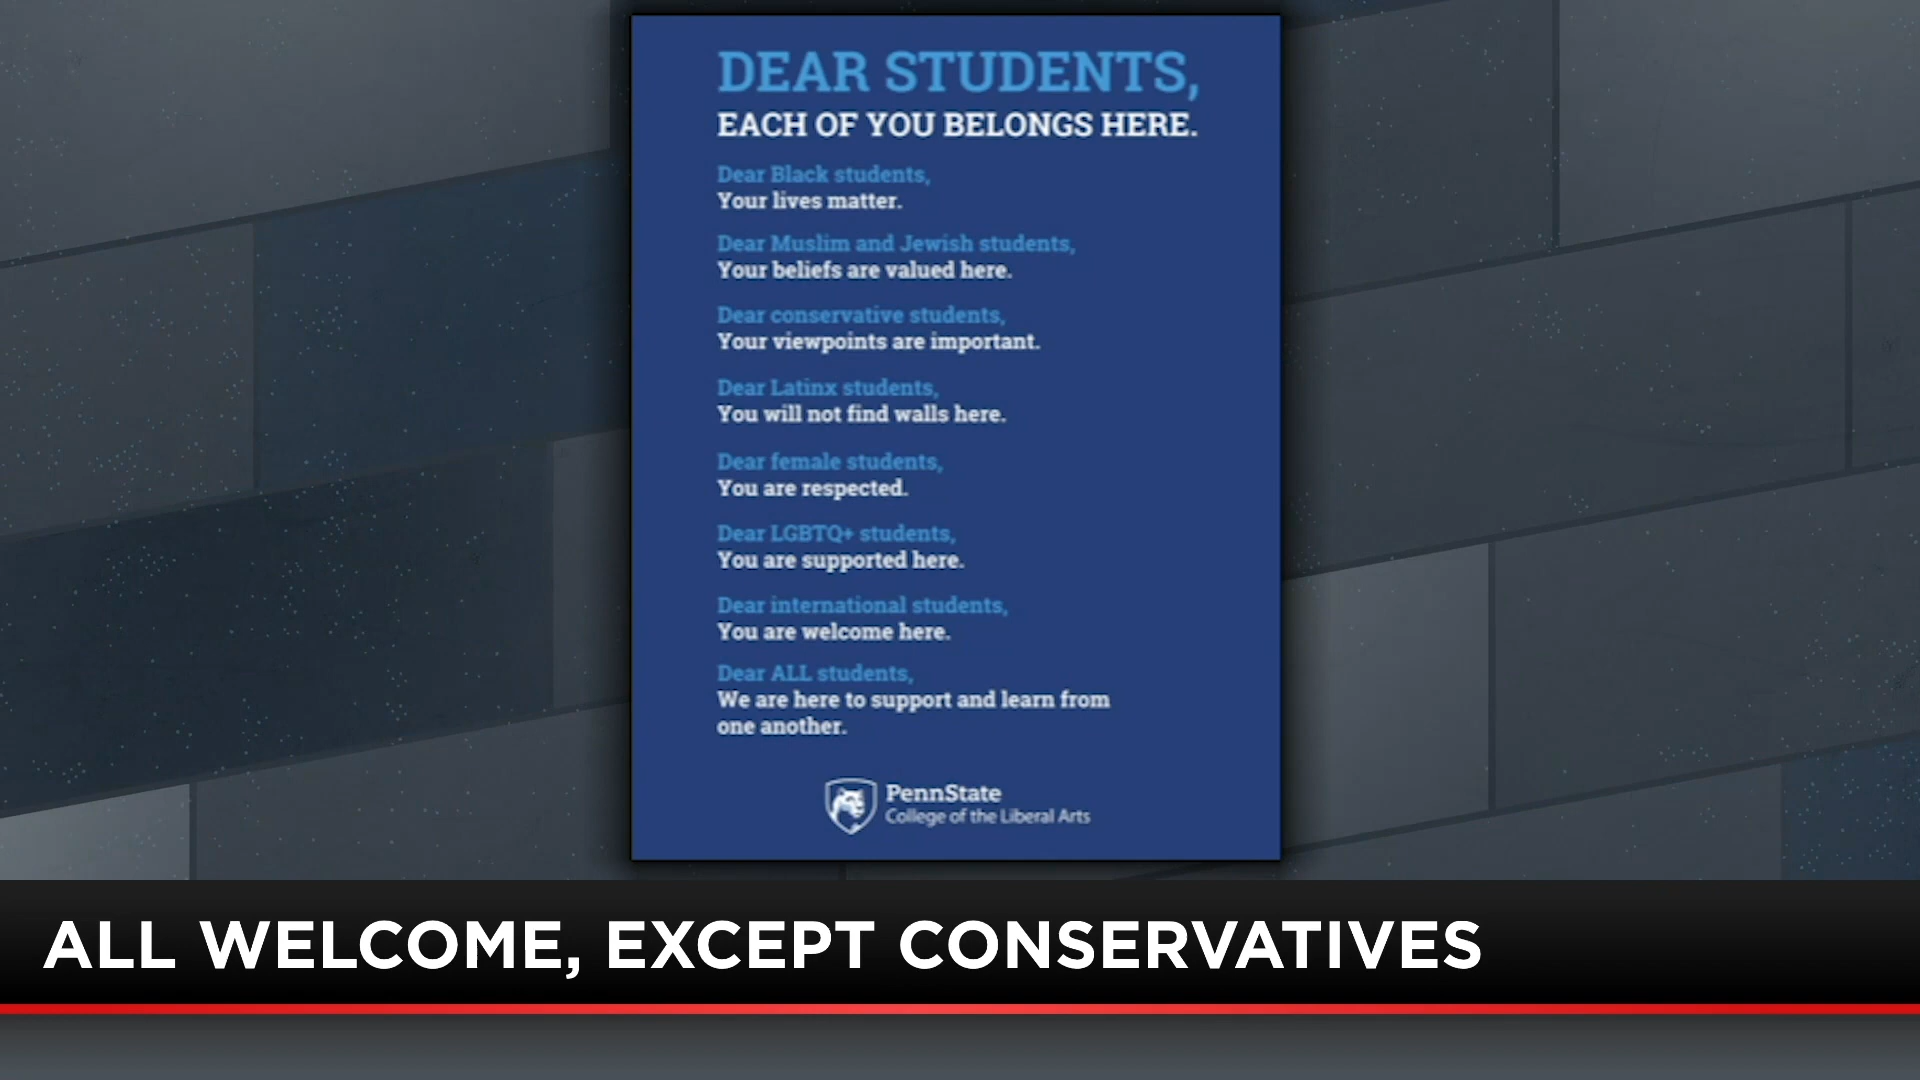 DEAR STUDENTS,
EACH OF YOU BELONGS HERE.
Dear Black students,
Your lives matter.
Dear Muslim and Jewish students,
Your beliefs are valued here.
Dear conservative students,
Your viewpoints are important.
Dear Latinx students,
You will not find walls here.
Dear female students,
You are respected.
Dear LGBTQ+ students,
You are supported here.
Dear international students,
You are welcome here.
Dear ALL students,
We are here to support and learn from
one another.
PennState
College of the Liberal Arts
ALL WELCOME, EXCEPT CONSERVATIVES